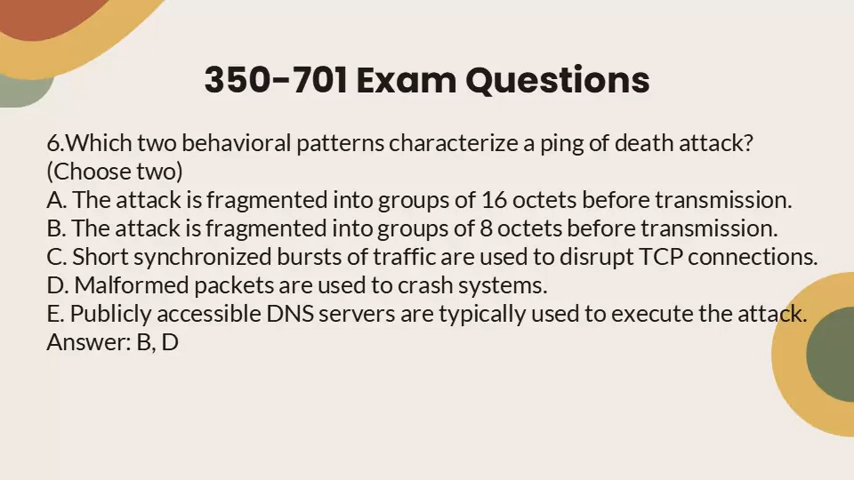 350-701 Exam Questions
6.Which two behavioral patterns characterize a ping of death attack?
(Choose two)
A. The attack is fragmented into groups of 16 octets before transmission.
B. The attack is fragmented into groups of 8 octets before transmission.
C. Short synchronized bursts of traffic are used to disrupt TCP connections.
D. Malformed packets are used to crash systems.
E. Publicly accessible DNS servers are typically used to execute the attack.
Answer: B, D